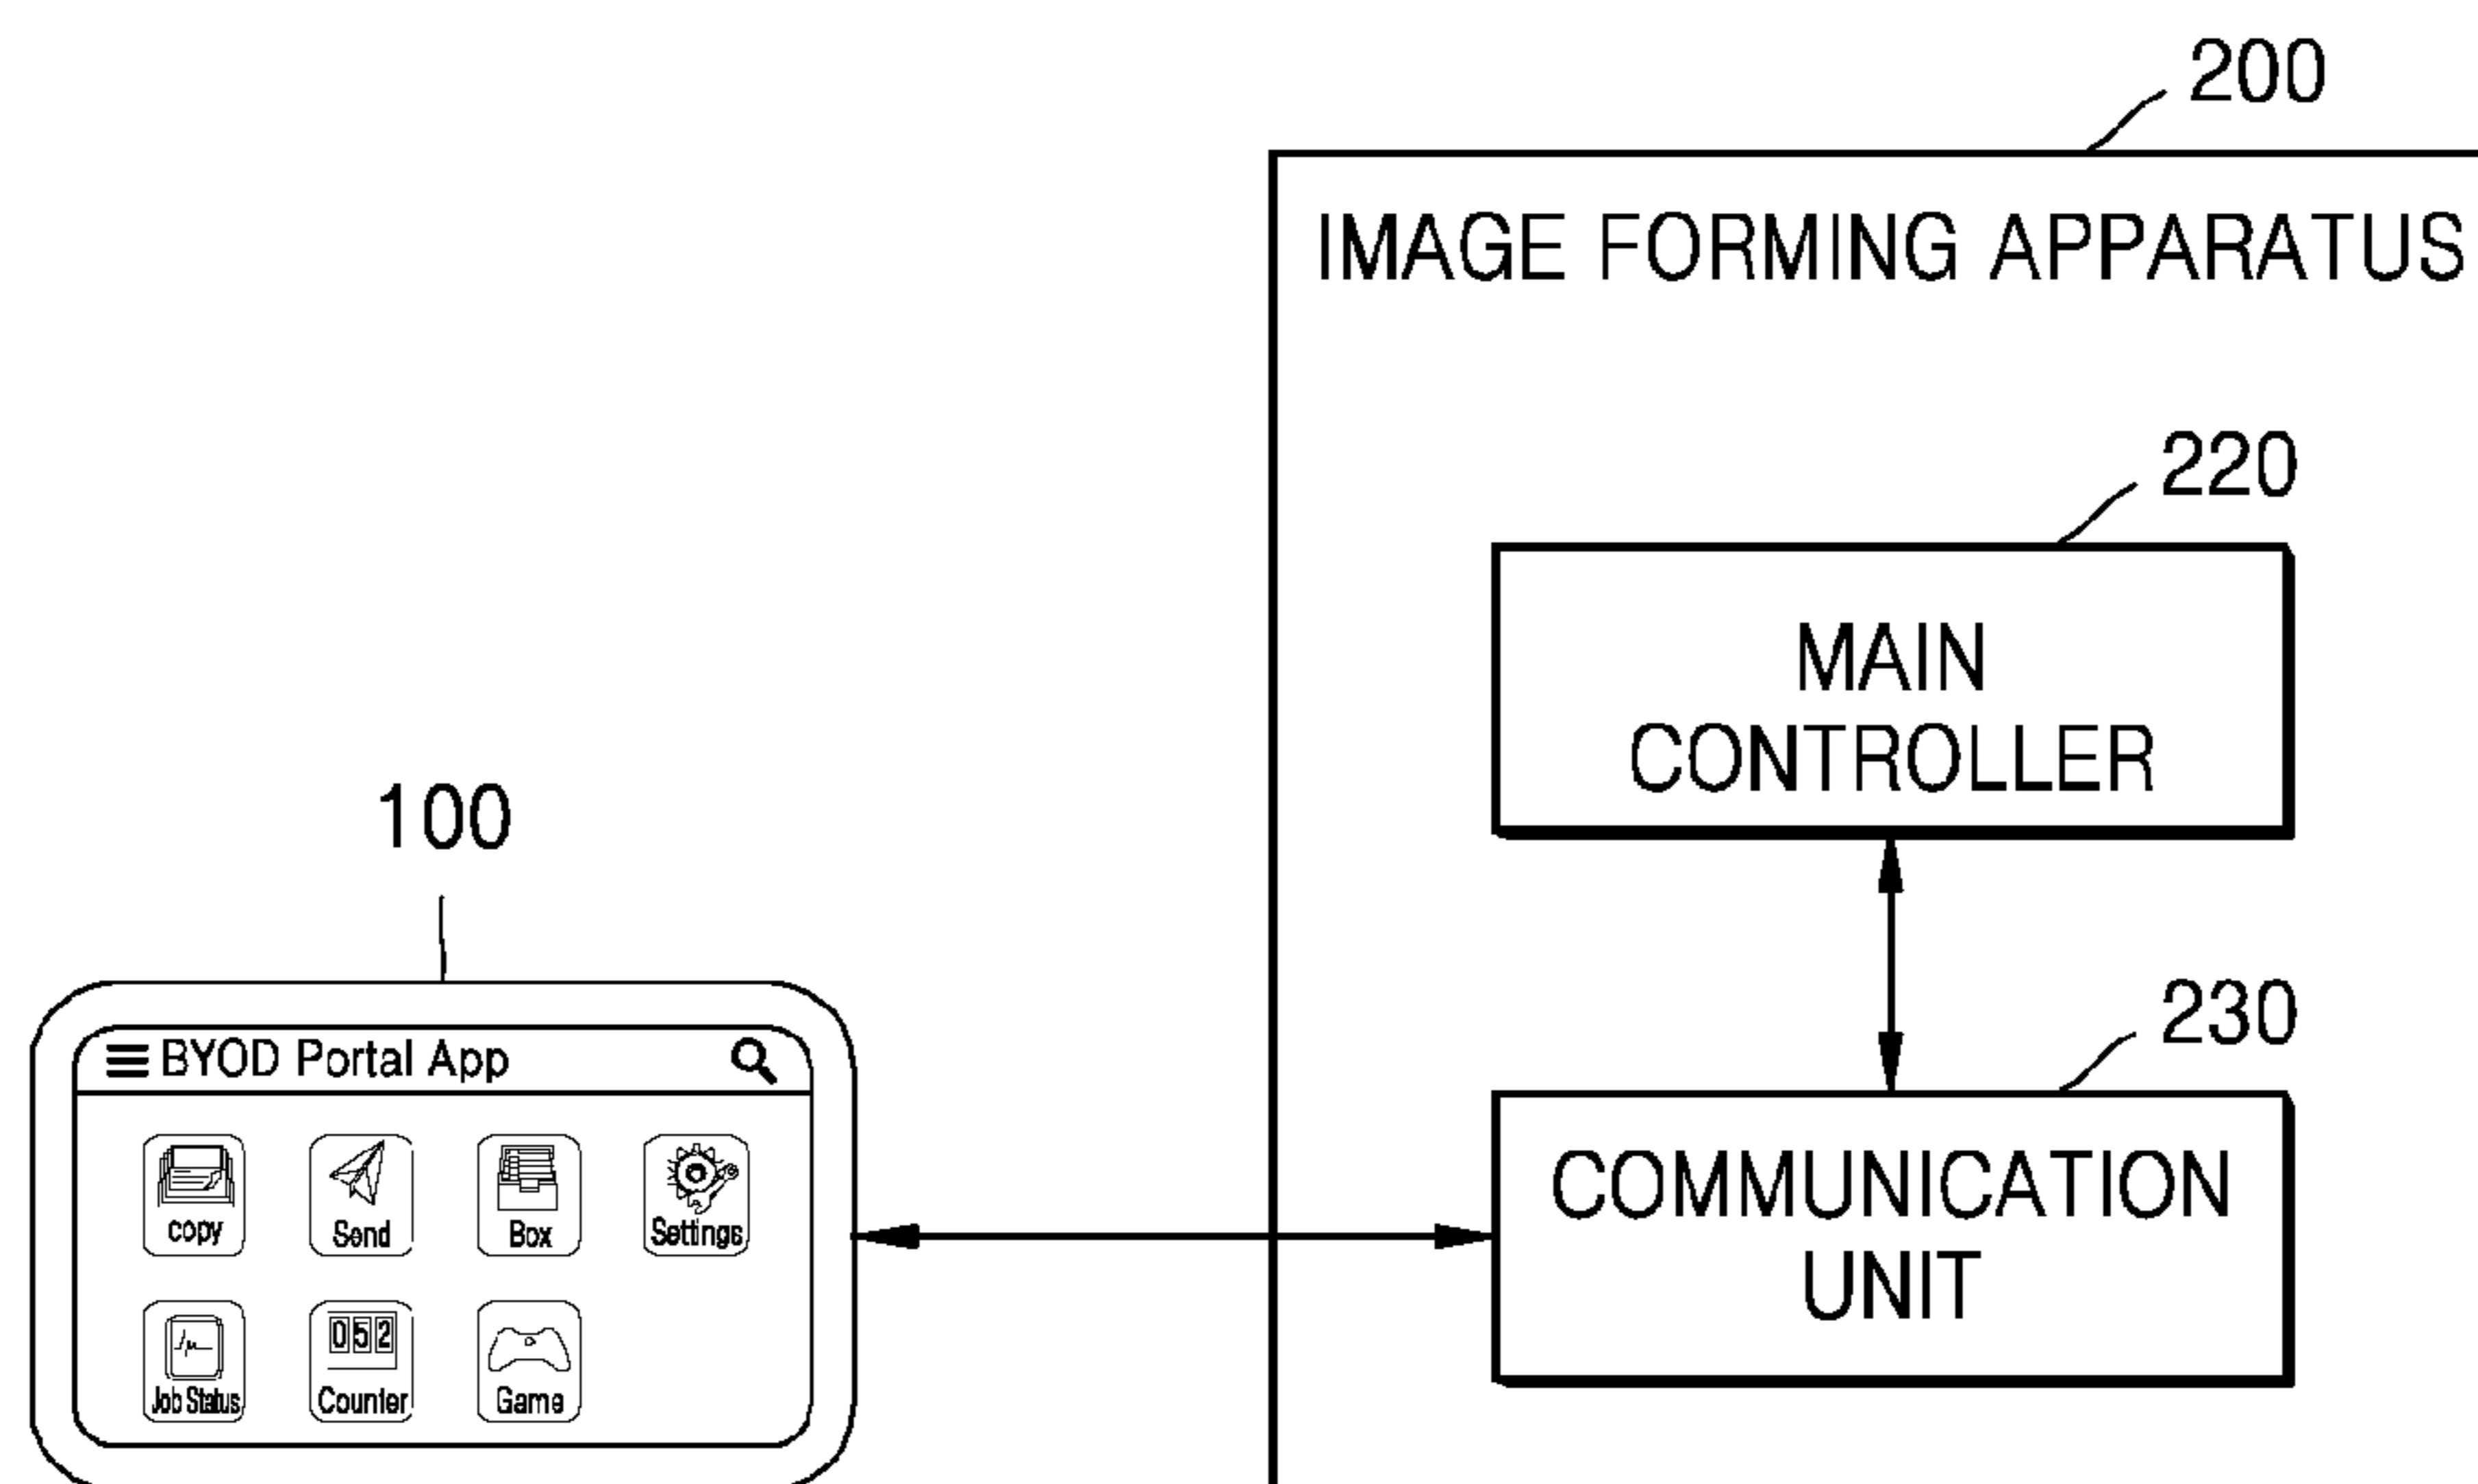 200
IMAGE FORMING APPARATUS
220
MAIN
CONTROLLER
100
230
BYOD Portal App
COMMUNICATION
UNIT
copy
Send
Box
Settings
052
Job Status
Counter
Game